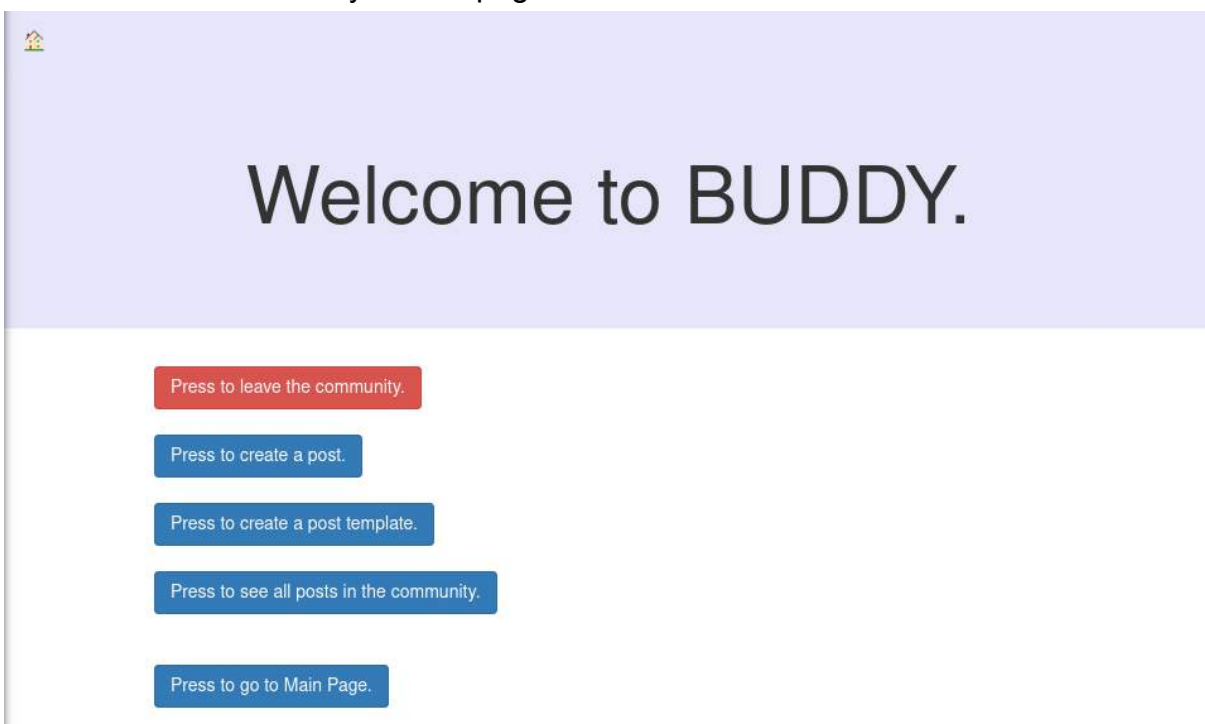 Welcome to BUDDY.
Press to leave the community.
Press to create a post.
Press to create a post template.
Press to see all posts in the community.
Press to go to Main Page.